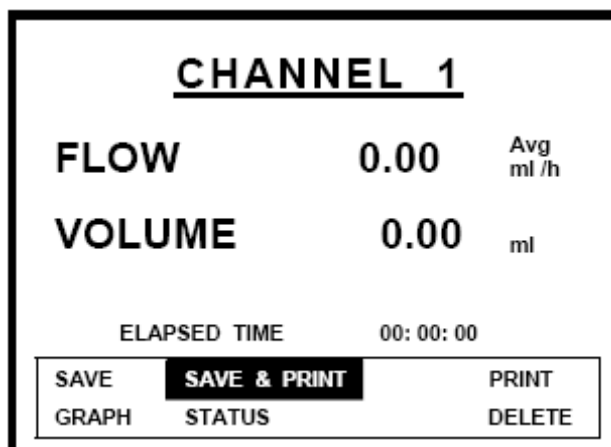 CHANNEL 1
FLOW 0.00 Avg ml /h
VOLUME 0.00 ml
ELAPSED TIME 00: 00: 00
SAVE SAVE & PRINT PRINT
GRAPH STATUS DELETE